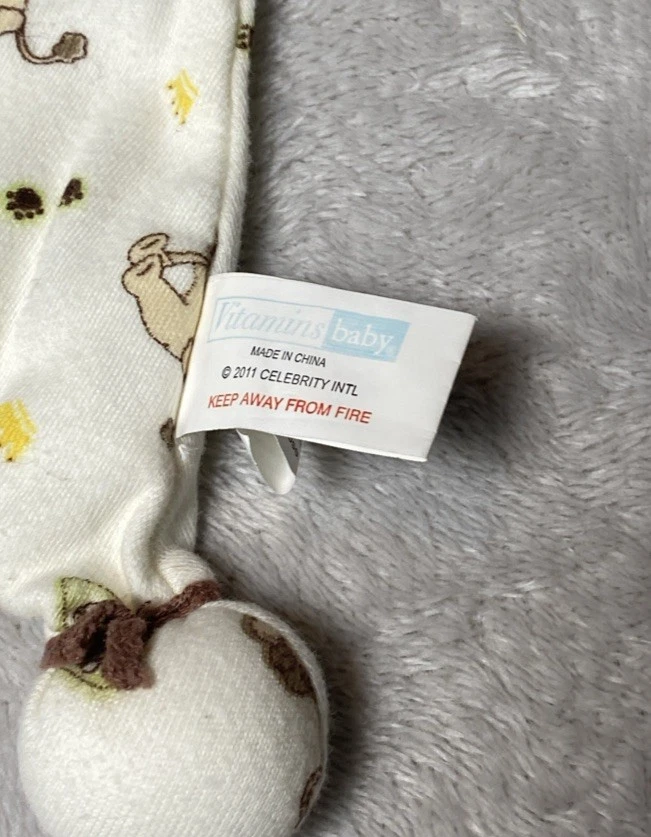 Vitamins baby®
MADE IN CHINA
© 2011 CELEBRITY INTL
KEEP AWAY FROM FIRE